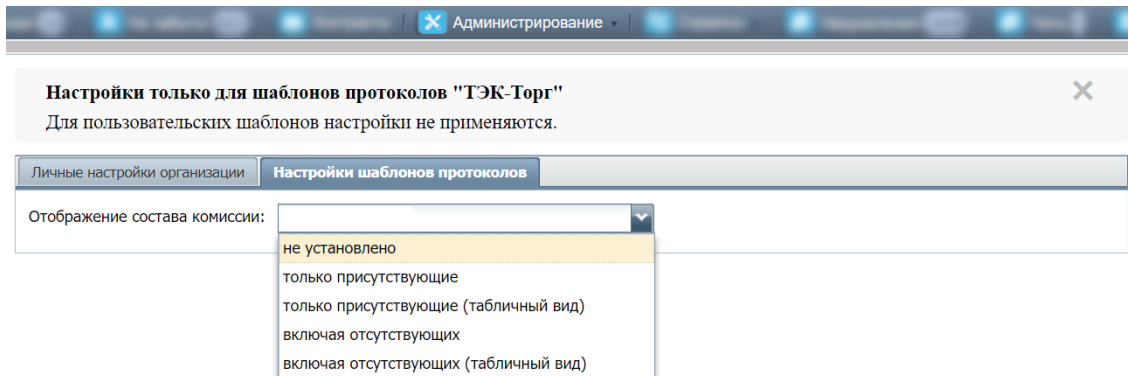 Администрирование
Настройки только для шаблонов протоколов "ТЭК-Торг"
Для пользовательских шаблонов настройки не применяются.
Личные настройки организации
Настройки шаблонов протоколов
Отображение состава комиссии:
не установлено
только присутствующие
только присутствующие (табличный вид)
включая отсутствующих
включая отсутствующих (табличный вид)